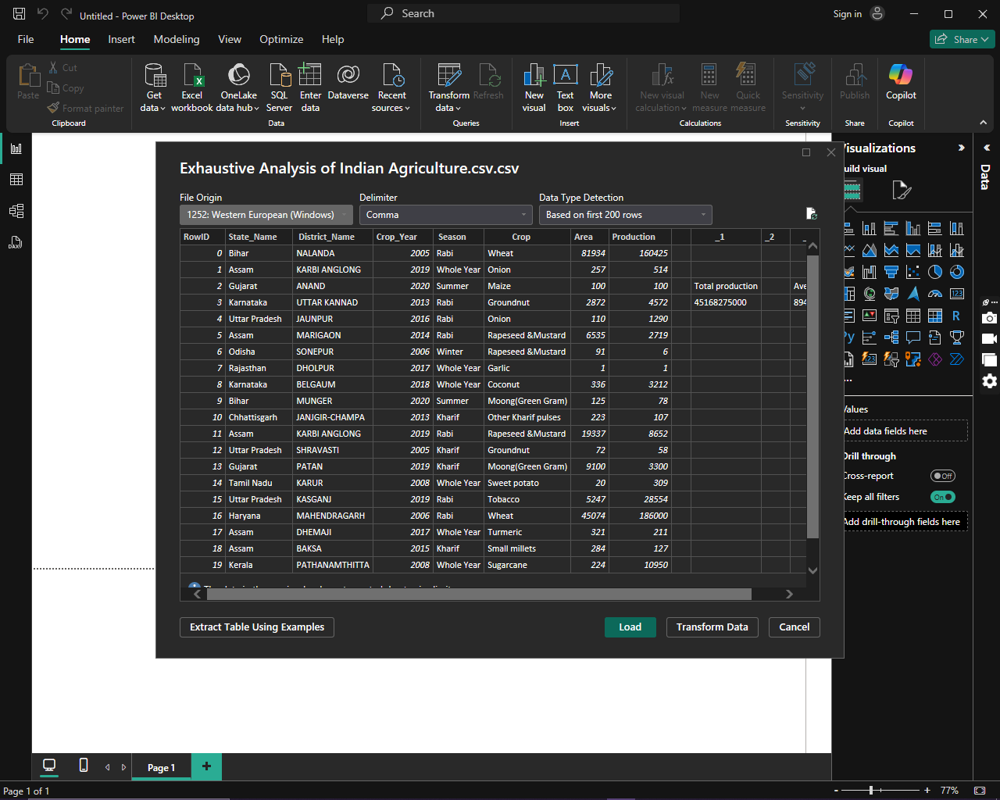 Untitled - Power BI Desktop
Search
Sign in
File Home Insert Modeling View Optimize Help
Share
Paste
Cut
Copy
Format painter
Clipboard
Get data
Excel workbook
OneLake data hub
SQL Server
Enter data
Dataverse
Recent sources
Data
Transform data
Refresh
Queries
New visual
Text box
More visuals
Insert
New visual calculation
New measure
Quick measure
Calculations
Sensitivity
Sensitivity
Publish
Share
Copilot
Copilot
Exhaustive Analysis of Indian Agriculture.csv.csv
File Origin Delimiter Data Type Detection
1252: Western European (Windows) Comma Based on first 200 rows
RowID State_Name District_Name Crop_Year Season Crop Area Production _1 _2 _
0 Bihar NALANDA 2005 Rabi Wheat 81934 160425
1 Assam KARBI ANGLONG 2019 Whole Year Onion 257 514
2 Gujarat ANAND 2020 Summer Maize 100 100 Total production Ave
3 Karnataka UTTAR KANNAD 2013 Rabi Groundnut 2872 4572 45168275000 894
4 Uttar Pradesh JAUNPUR 2016 Rabi Onion 110 1290
5 Assam MARIGAON 2014 Rabi Rapeseed &Mustard 6535 2719
6 Odisha SONEPUR 2006 Winter Rapeseed &Mustard 91 6
7 Rajasthan DHOLPUR 2017 Whole Year Garlic 1 1
8 Karnataka BELGAUM 2018 Whole Year Coconut 336 3212
9 Bihar MUNGER 2020 Summer Moong(Green Gram) 125 78
10 Chhattisgarh JANJGIR-CHAMPA 2013 Kharif Other Kharif pulses 223 107
11 Assam KARBI ANGLONG 2019 Rabi Rapeseed &Mustard 19337 8652
12 Uttar Pradesh SHRAVASTI 2005 Kharif Groundnut 72 58
13 Gujarat PATAN 2019 Kharif Moong(Green Gram) 9100 3300
14 Tamil Nadu KARUR 2008 Whole Year Sweet potato 20 309
15 Uttar Pradesh KASGANJ 2019 Rabi Tobacco 5247 28554
16 Haryana MAHENDRAGARH 2006 Rabi Wheat 45074 186000
17 Assam DHEMAJI 2017 Whole Year Turmeric 321 211
18 Assam BAKSA 2015 Kharif Small millets 284 127
19 Kerala PATHANAMTHITTA 2008 Whole Year Sugarcane 224 10950
Extract Table Using Examples Load Transform Data Cancel
isualizations
uild visual
Data
123
R
Py
123
...
Values
Add data fields here
Drill through
Cross-report Off
Keep all filters On
Add drill-through fields here
DAX
Page 1
+
Page 1 of 1
- + 77%